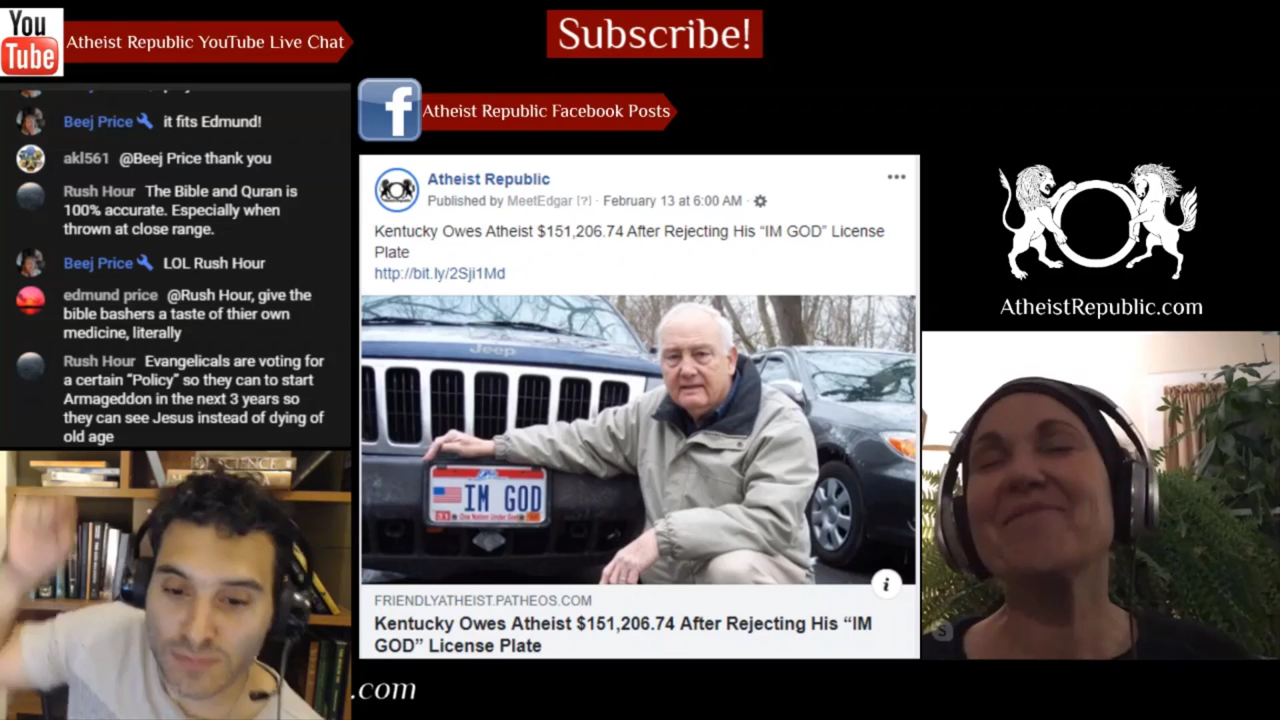 You
Tube
Atheist Republic YouTube Live Chat
Subscribe!
Atheist Republic Facebook Posts
Beej Price it fits Edmund!
akl561 @Beej Price thank you
Rush Hour The Bible and Quran is
100% accurate. Especially when
thrown at close range.
Beej Price LOL Rush Hour
edmund price @Rush Hour, give the
bible bashers a taste of thier own
medicine, literally
Rush Hour Evangelicals are voting for
a certain “Policy” so they can to start
Armageddon in the next 3 years so
they can see Jesus instead of dying of
old age
f
Atheist Republic
Published by MeetEdgar [?] · February 13 at 6:00 AM ·
Kentucky Owes Atheist $151,206.74 After Rejecting His “IM GOD” License
Plate
http://bit.ly/2Sji1Md
Jeep
IM GOD
One Nation Under God
i
FRIENDLYATHEIST.PATHEOS.COM
Kentucky Owes Atheist $151,206.74 After Rejecting His “IM
GOD” License Plate
AtheistRepublic.com
S
.com